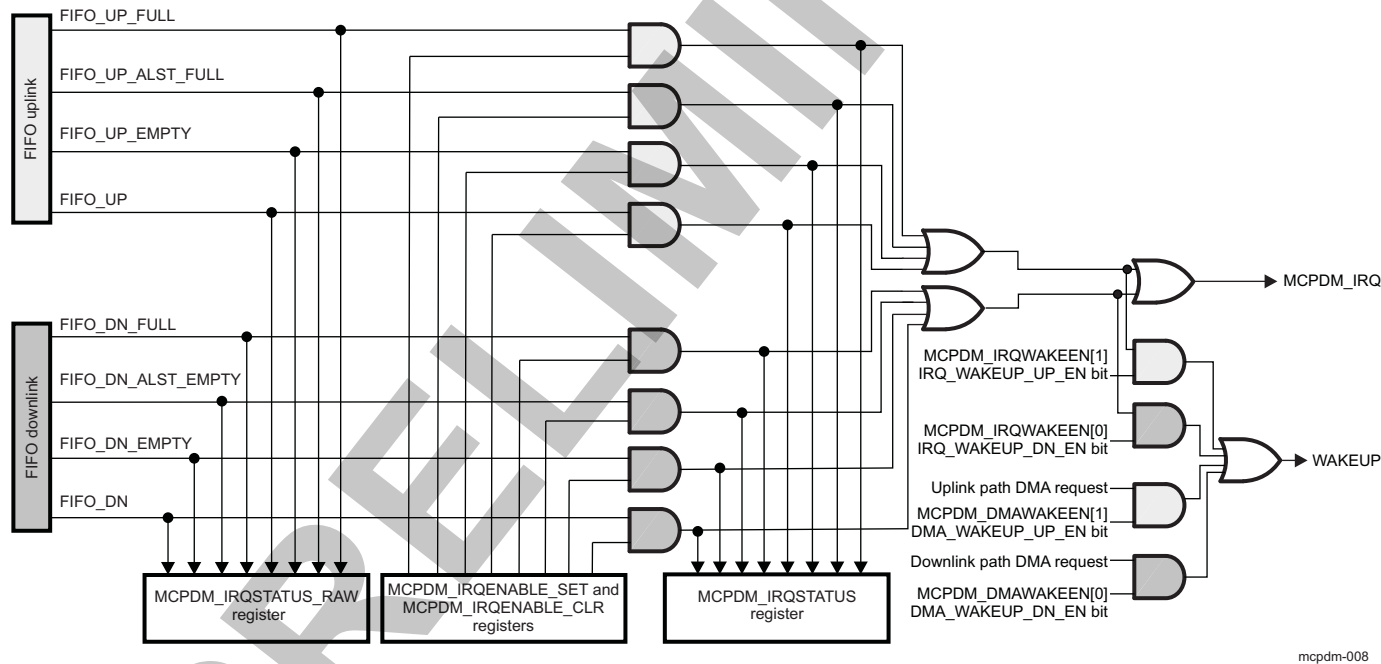 FIFO uplink
FIFO_UP_FULL
FIFO_UP_ALST_FULL
FIFO_UP_EMPTY
FIFO_UP
FIFO downlink
FIFO_DN_FULL
FIFO_DN_ALST_EMPTY
FIFO_DN_EMPTY
FIFO_DN
MCPDM_IRQSTATUS_RAW
register
MCPDM_IRQENABLE_SET and
MCPDM_IRQENABLE_CLR
registers
MCPDM_IRQSTATUS
register
MCPDM_IRQ
MCPDM_IRQWAKEEN[1]
IRQ_WAKEUP_UP_EN bit
MCPDM_IRQWAKEEN[0]
IRQ_WAKEUP_DN_EN bit
Uplink path DMA request
MCPDM_DMAWAKEEN[1]
DMA_WAKEUP_UP_EN bit
Downlink path DMA request
MCPDM_DMAWAKEEN[0]
DMA_WAKEUP_DN_EN bit
WAKEUP
mcpdm-008
RELIMI